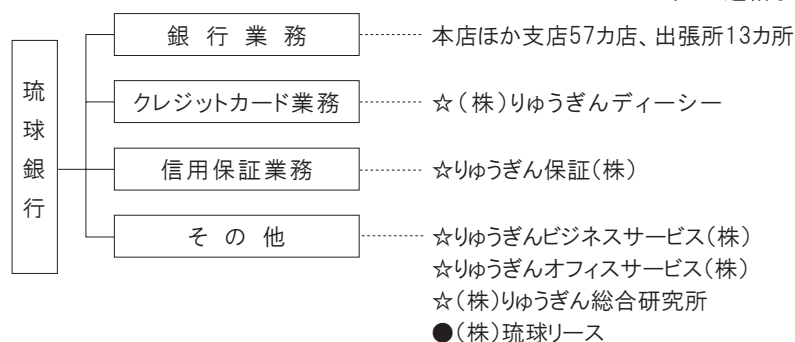 銀行業務 本店ほか支店57カ店、出張所13カ所
琉球銀行
クレジットカード業務 ☆(株)りゅうぎんディーシー
信用保証業務 ☆りゅうぎん保証(株)
その他 ☆りゅうぎんビジネスサービス(株)
☆りゅうぎんオフィスサービス(株)
☆(株)りゅうぎん総合研究所
●(株)琉球リース